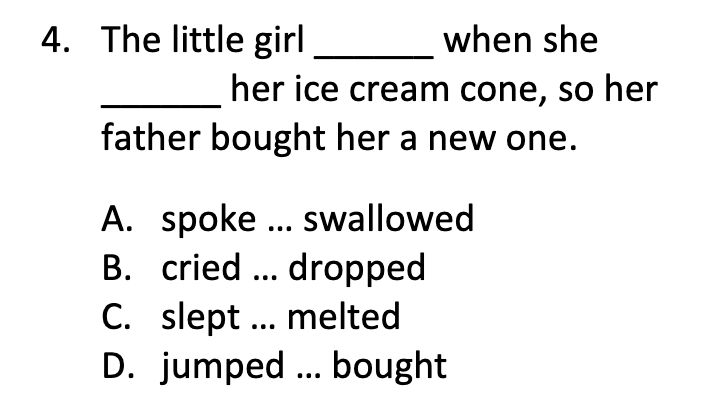 4. The little girl ______ when she
______ her ice cream cone, so her
father bought her a new one.
A. spoke ... swallowed
B. cried ... dropped
C. slept ... melted
D. jumped ... bought